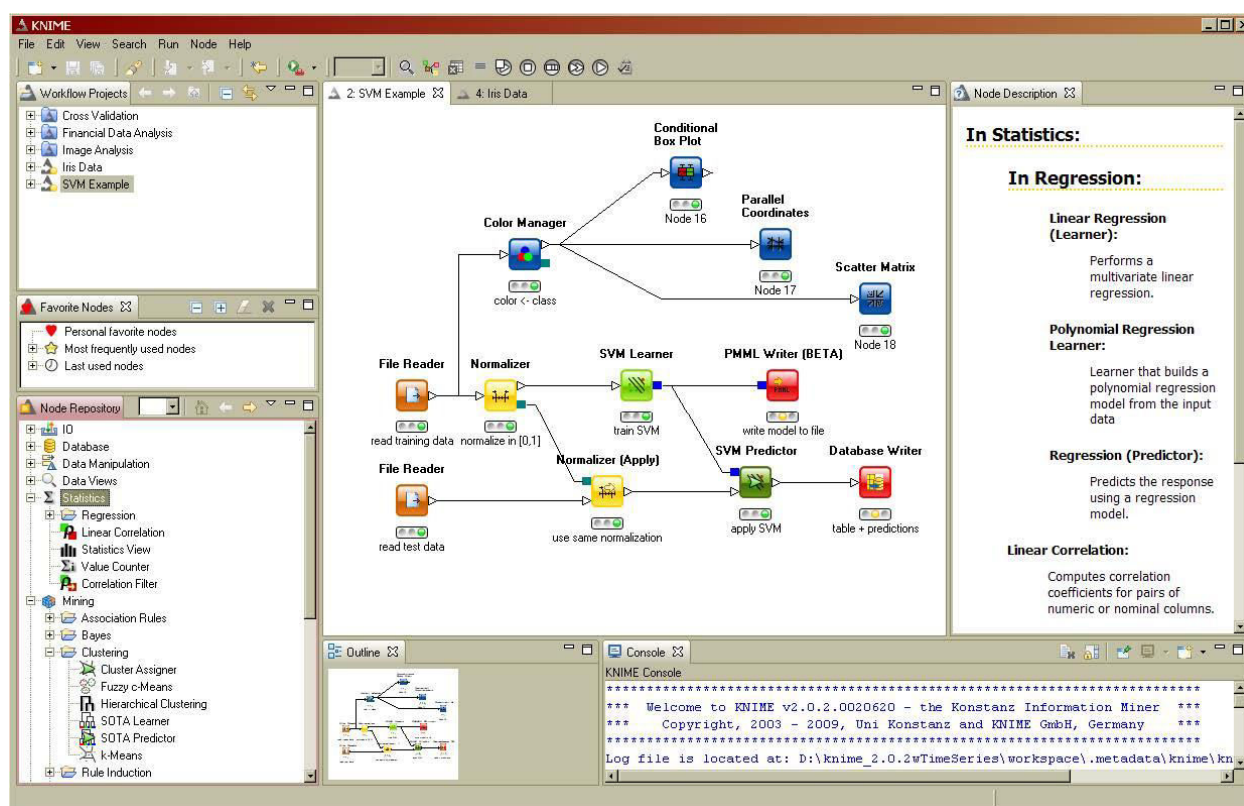 KNIME
File Edit View Search Run Node Help
Workflow Projects
Cross Validation
Financial Data Analysis
Image Analysis
Iris Data
SVM Example
Favorite Nodes
Personal favorite nodes
Most frequently used nodes
Last used nodes
Node Repository
IO
Database
Data Manipulation
Data Views
Statistics
Regression
Linear Correlation
Statistics View
Value Counter
Correlation Filter
Mining
Association Rules
Bayes
Clustering
Cluster Assigner
Fuzzy c-Means
Hierarchical Clustering
SOTA Learner
SOTA Predictor
k-Means
Rule Induction
2: SVM Example
4: Iris Data
Conditional
Box Plot
Node 16
Parallel
Coordinates
Node 17
Color Manager
color <- class
Scatter Matrix
Node 18
File Reader
read training data
Normalizer
normalize in [0,1]
SVM Learner
train SVM
PMML Writer (BETA)
write model to file
File Reader
read test data
Normalizer (Apply)
use same normalization
SVM Predictor
apply SVM
Database Writer
table + predictions
Node Description
In Statistics:
In Regression:
Linear Regression
(Learner):
Performs a
multivariate linear
regression.
Polynomial Regression
Learner:
Learner that builds a
polynomial regression
model from the input
data
Regression (Predictor):
Predicts the response
using a regression
model.
Linear Correlation:
Computes correlation
coefficients for pairs of
numeric or nominal columns.
Outline
Console
KNIME Console
*** Welcome to KNIME v2.0.2.0020620 - the Konstanz Information Miner ***
*** Copyright, 2003 - 2009, Uni Konstanz and KNIME GmbH, Germany ***
Log file is located at: D:\knime_2.0.2wTimeSeries\workspace\.metadata\knime\kn